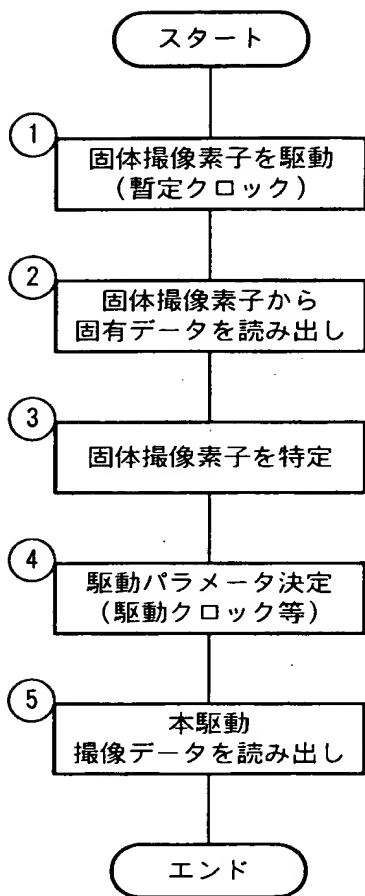 スタート
①
固体撮像素子を駆動
(暫定クロック)
②
固体撮像素子から
固有データを読み出し
③
固体撮像素子を特定
④
駆動パラメータ決定
(駆動クロック等)
⑤
本駆動
撮像データを読み出し
エンド